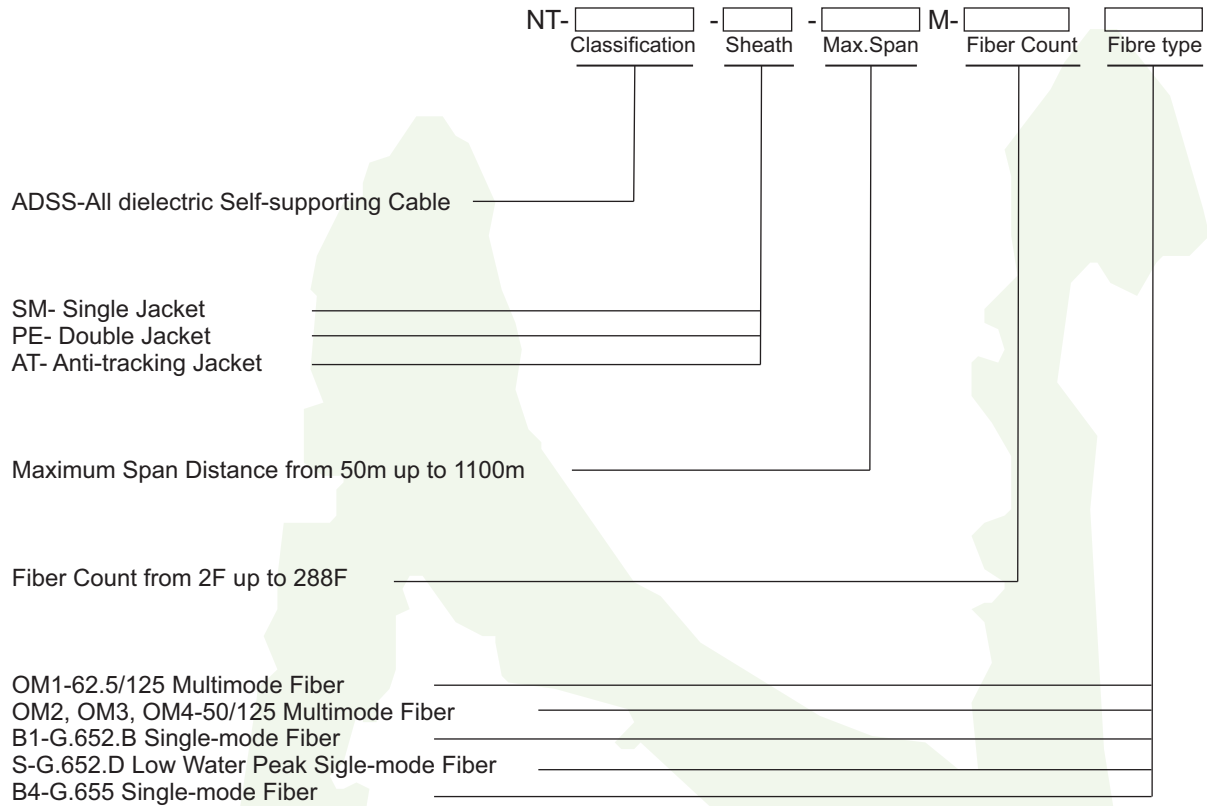 NT- - - M-
Classification Sheath Max.Span Fiber Count Fibre type
ADSS-All dielectric Self-supporting Cable
SM- Single Jacket
PE- Double Jacket
AT- Anti-tracking Jacket
Maximum Span Distance from 50m up to 1100m
Fiber Count from 2F up to 288F
OM1-62.5/125 Multimode Fiber
OM2, OM3, OM4-50/125 Multimode Fiber
B1-G.652.B Single-mode Fiber
S-G.652.D Low Water Peak Sigle-mode Fiber
B4-G.655 Single-mode Fiber